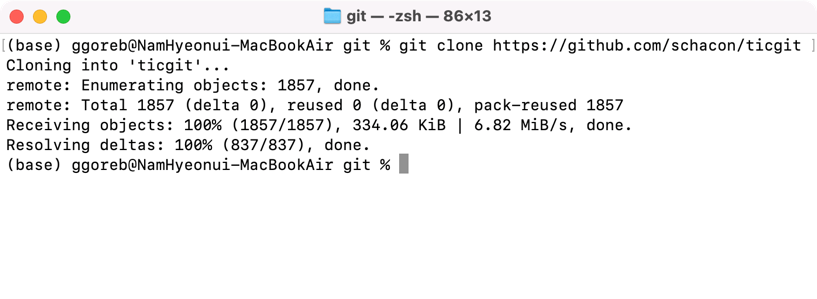 git — -zsh — 86×13
(base) ggoreb@NamHyeonui-MacBookAir git % git clone https://github.com/schacon/ticgit
Cloning into 'ticgit'...
remote: Enumerating objects: 1857, done.
remote: Total 1857 (delta 0), reused 0 (delta 0), pack-reused 1857
Receiving objects: 100% (1857/1857), 334.06 KiB | 6.82 MiB/s, done.
Resolving deltas: 100% (837/837), done.
(base) ggoreb@NamHyeonui-MacBookAir git %